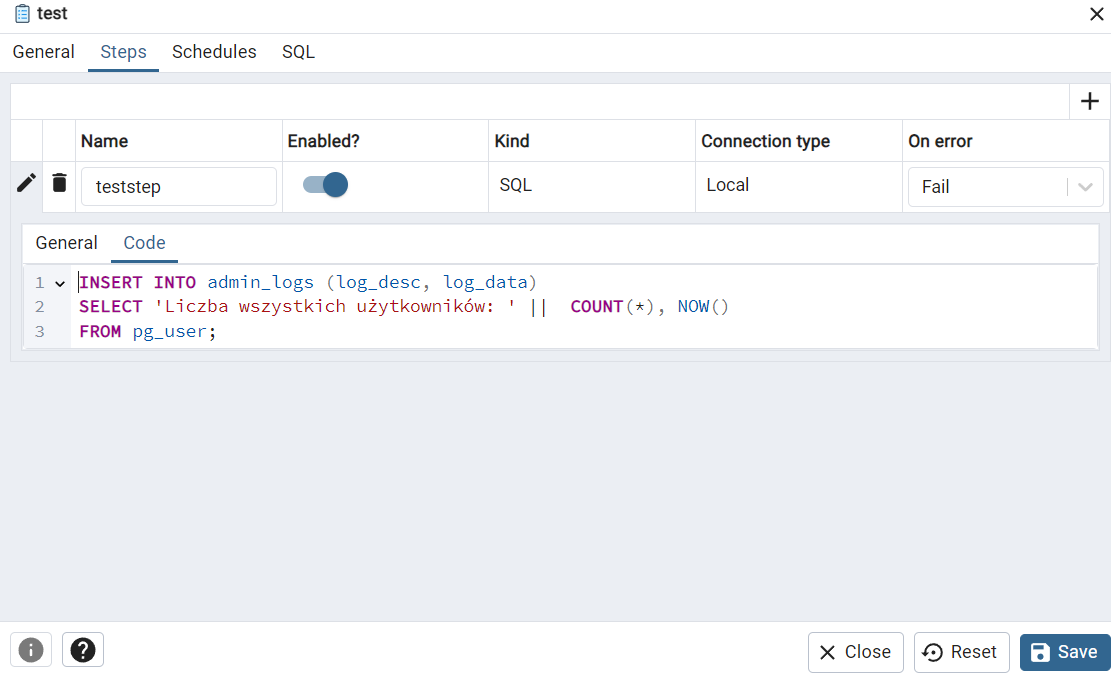 test
General Steps Schedules SQL
Name Enabled? Kind Connection type On error
teststep SQL Local Fail
General Code
1 INSERT INTO admin_logs (log_desc, log_data)
2 SELECT 'Liczba wszystkich użytkowników: ' ||  COUNT(*), NOW()
3 FROM pg_user;
Close Reset Save